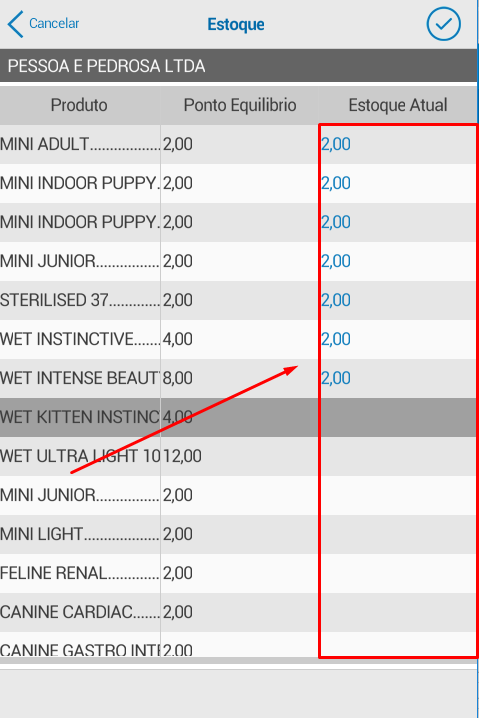 Cancelar Estoque
PESSOA E PEDROSA LTDA
Produto Ponto Equilibrio Estoque Atual
MINI ADULT.................. 2,00 2,00
MINI INDOOR PUPPY. 2,00 2,00
MINI INDOOR PUPPY. 2,00 2,00
MINI JUNIOR................ 2,00 2,00
STERILISED 37............. 2,00 2,00
WET INSTINCTIVE....... 4,00 2,00
WET INTENSE BEAUT 8,00 2,00
WET KITTEN INSTINC 4,00
WET ULTRA LIGHT 10 12,00
MINI JUNIOR................ 2,00
MINI LIGHT................... 2,00
FELINE RENAL............. 2,00
CANINE CARDIAC....... 2,00
CANINE GASTRO INTE 2,00